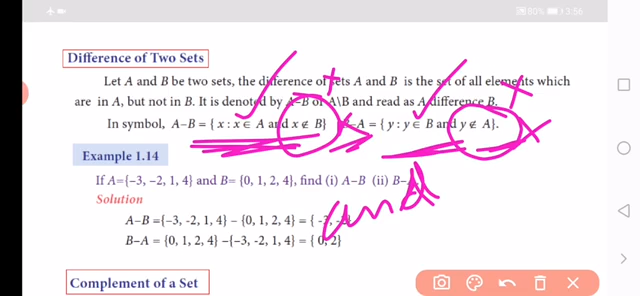 80% 3:56
Difference of Two Sets
Let A and B be two sets, the difference of sets A and B is the set of all elements which
are in A, but not in B. It is denoted by A−B or A\B and read as A difference B.
In symbol, A−B = { x : x ∈ A and x ∉ B} B−A = { y : y ∈ B and y ∉ A}.
Example 1.14
If A={−3, −2, 1, 4} and B= {0, 1, 2, 4}, find (i) A−B (ii) B−
and
Solution
A−B ={−3, -2, 1, 4} − {0, 1, 2, 4} = { -3, -2}
B−A = {0, 1, 2, 4} −{−3, -2, 1, 4} = { 0, 2}
Complement of a Set